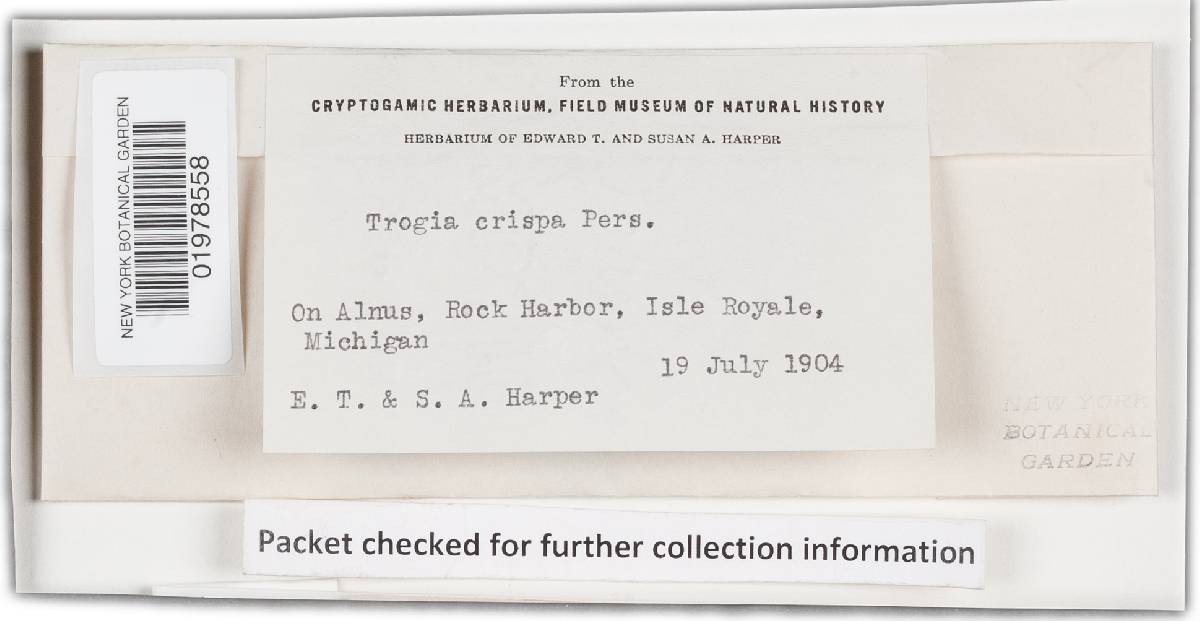 NEW YORK BOTANICAL GARDEN
01978558
From the
CRYPTOGAMIC HERBARIUM, FIELD MUSEUM OF NATURAL HISTORY
HERBARIUM OF EDWARD T. AND SUSAN A. HARPER
Trogia crispa Pers.
On Alnus, Rock Harbor, Isle Royale,
Michigan
19 July 1904
E. T. & S. A. Harper
NEW YORK
BOTANICAL
GARDEN
Packet checked for further collection information